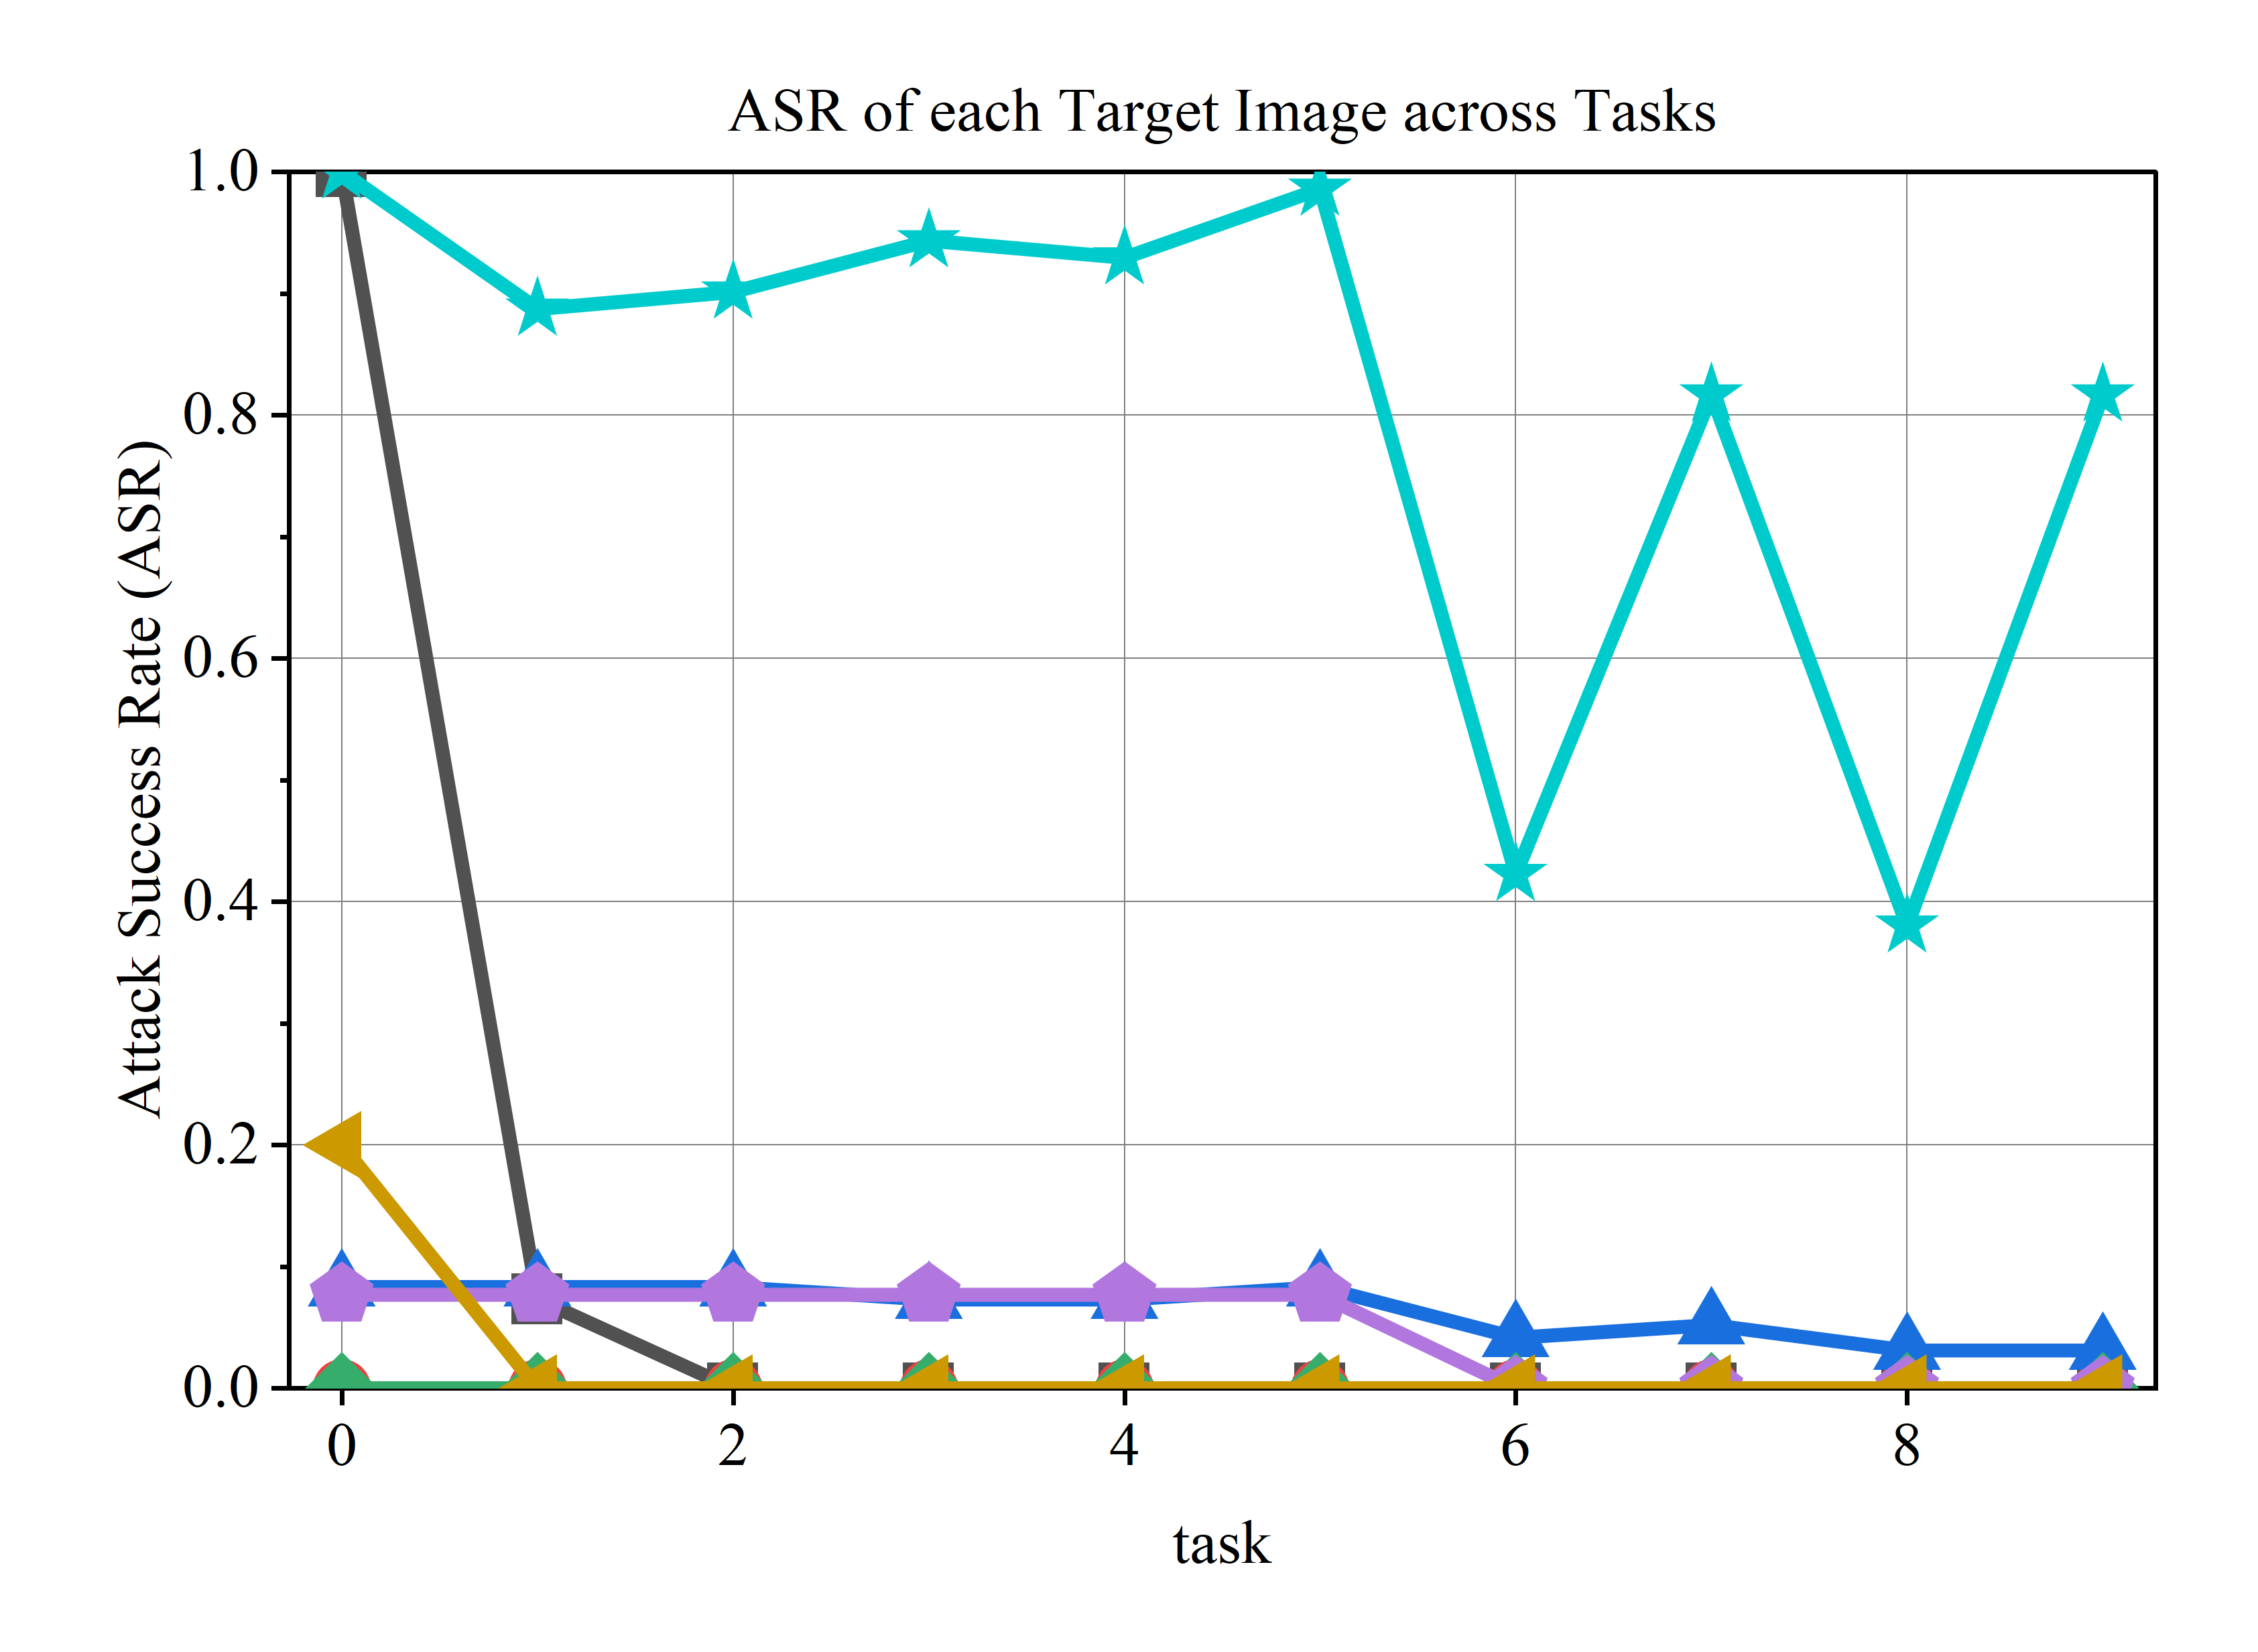 ASR of each Target Image across Tasks
Attack Success Rate (ASR)
1.0
0.8
0.6
0.4
0.2
0.0
0 2 4 6 8
task